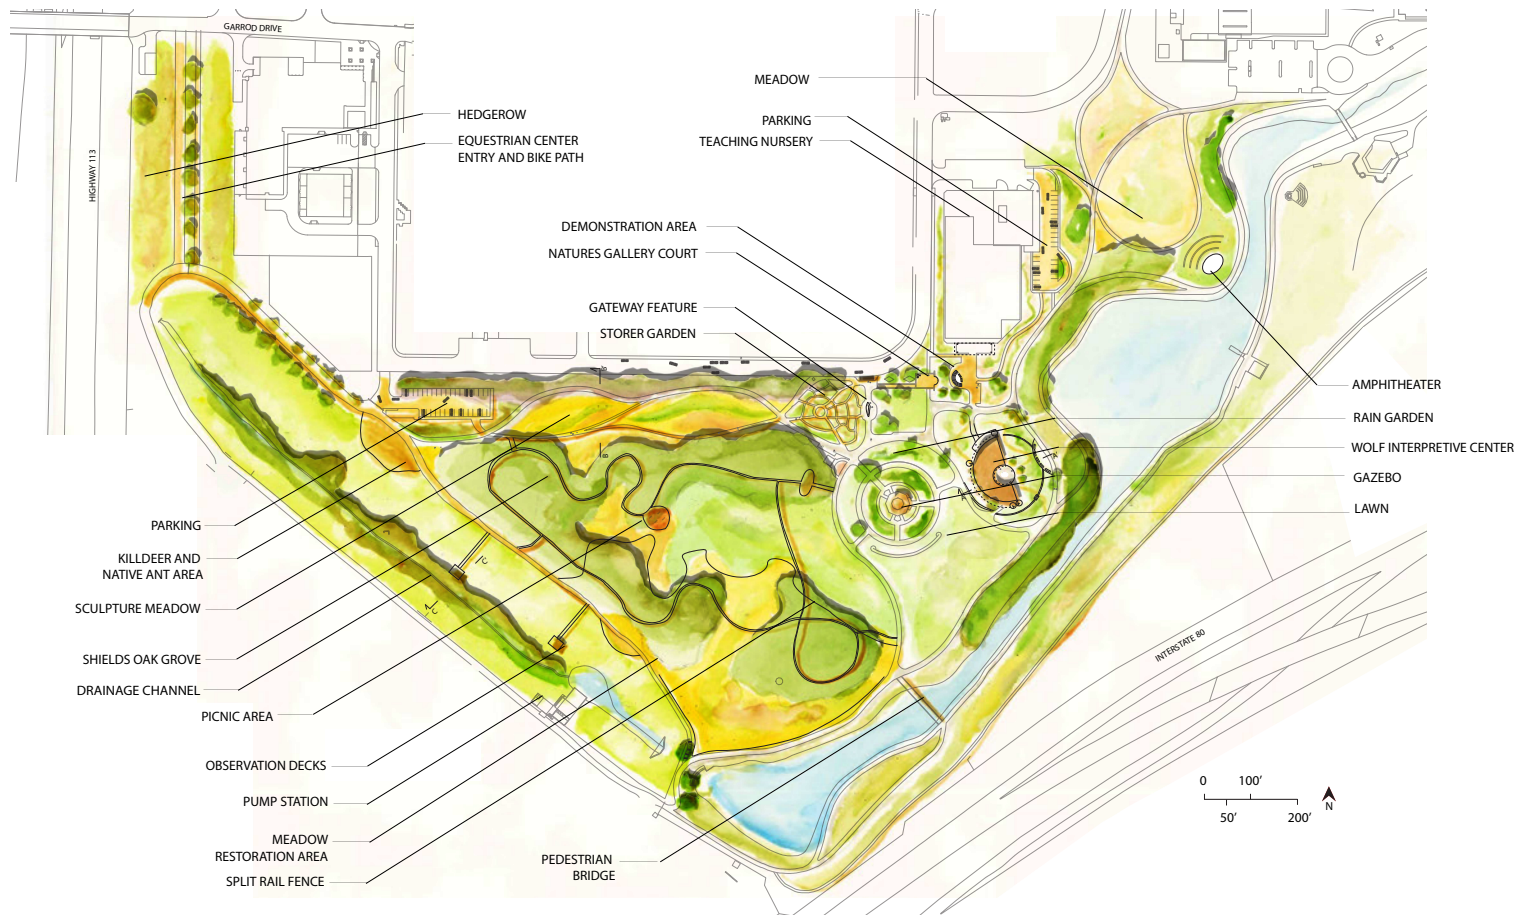 GARROD DRIVE
HIGHWAY 113
HEDGEROW
EQUESTRIAN CENTER
ENTRY AND BIKE PATH
MEADOW
PARKING
TEACHING NURSERY
DEMONSTRATION AREA
NATURES GALLERY COURT
GATEWAY FEATURE
STORER GARDEN
AMPHITHEATER
RAIN GARDEN
WOLF INTERPRETIVE CENTER
GAZEBO
LAWN
PARKING
KILLDEER AND
NATIVE ANT AREA
SCULPTURE MEADOW
SHIELDS OAK GROVE
DRAINAGE CHANNEL
PICNIC AREA
OBSERVATION DECKS
PUMP STATION
MEADOW
RESTORATION AREA
SPLIT RAIL FENCE
PEDESTRIAN
BRIDGE
INTERSTATE 80
0 100'
50' 200'
N